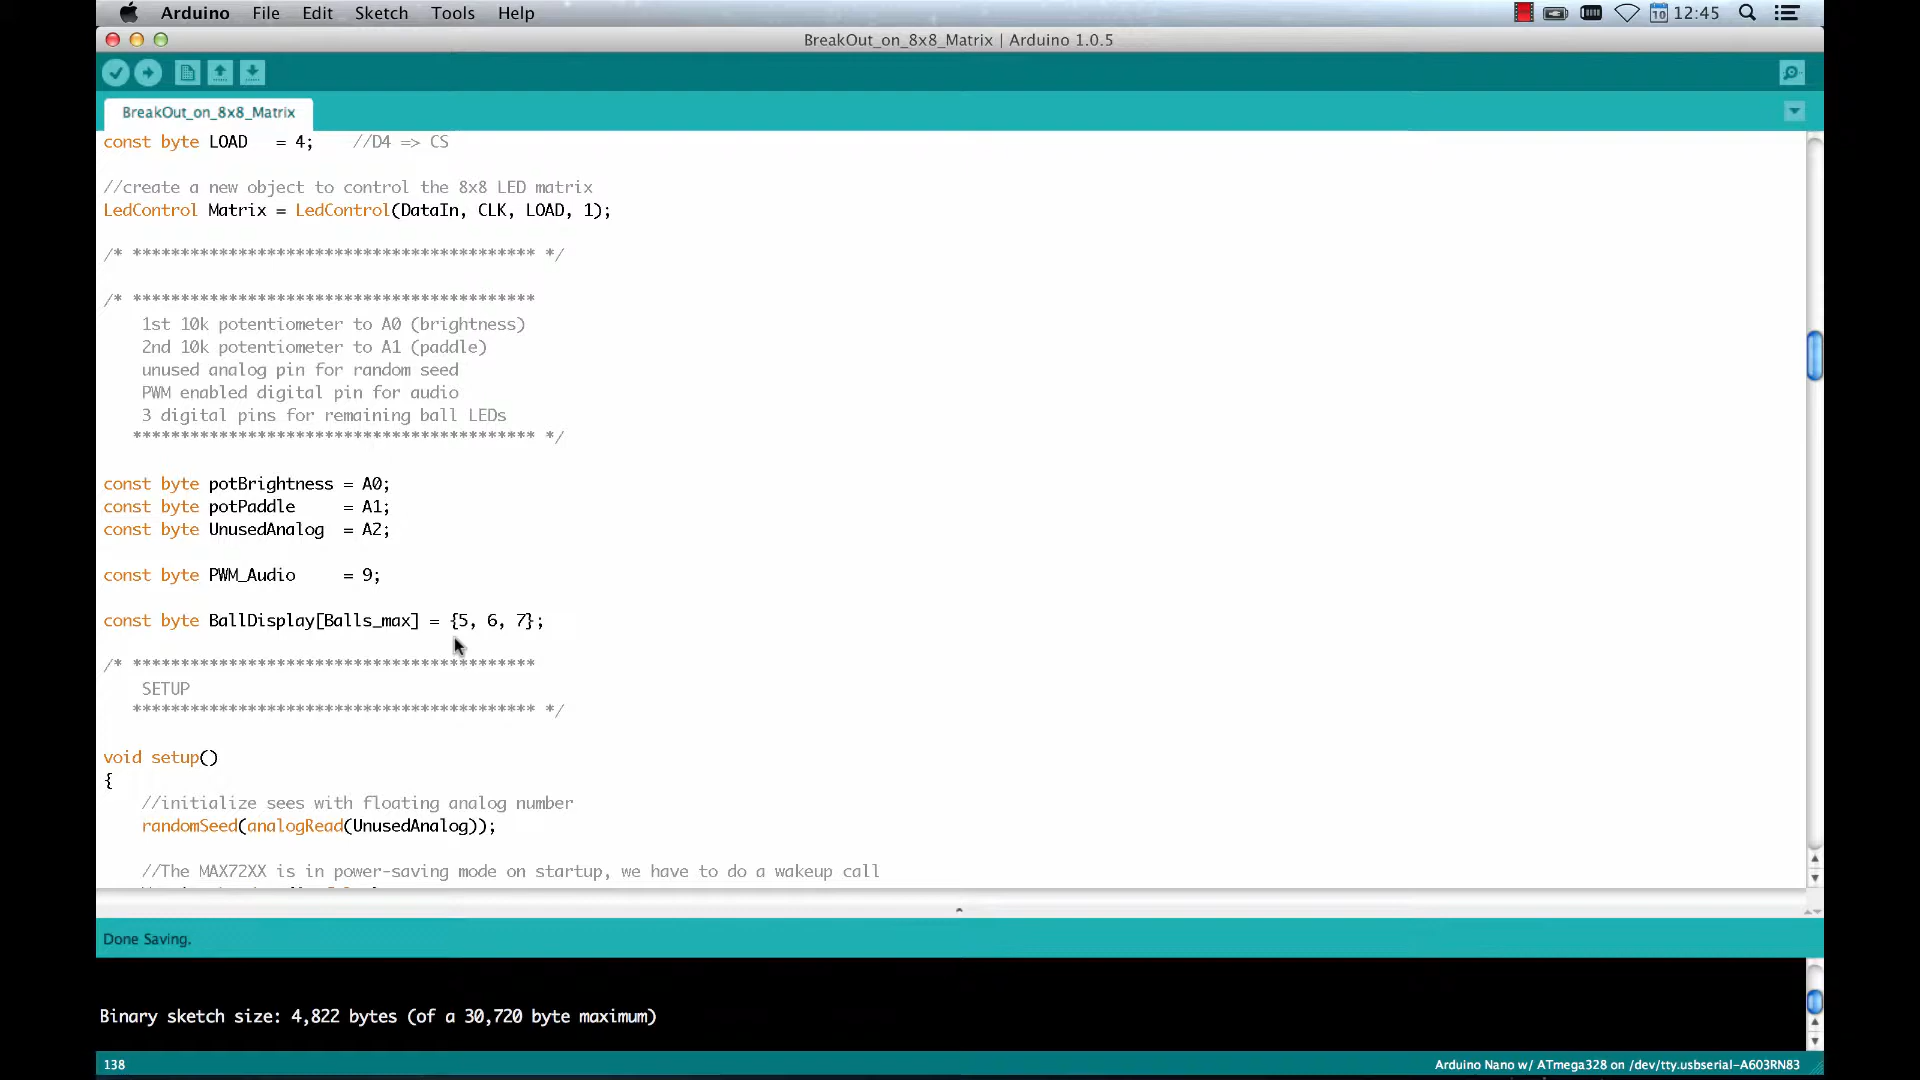 Arduino File Edit Sketch Tools Help 10 12:45
BreakOut_on_8x8_Matrix | Arduino 1.0.5
BreakOut_on_8x8_Matrix
const byte LOAD   = 4;    //D4 => CS
//create a new object to control the 8x8 LED matrix
LedControl Matrix = LedControl(DataIn, CLK, LOAD, 1);
/* ****************************************** */
/* ******************************************
1st 10k potentiometer to A0 (brightness)
2nd 10k potentiometer to A1 (paddle)
unused analog pin for random seed
PWM enabled digital pin for audio
3 digital pins for remaining ball LEDs
****************************************** */
const byte potBrightness = A0;
const byte potPaddle     = A1;
const byte UnusedAnalog  = A2;
const byte PWM_Audio     = 9;
const byte BallDisplay[Balls_max] = {5, 6, 7};
/* ******************************************
SETUP
****************************************** */
void setup()
{
//initialize sees with floating analog number
randomSeed(analogRead(UnusedAnalog));
//The MAX72XX is in power-saving mode on startup, we have to do a wakeup call
Done Saving.
Binary sketch size: 4,822 bytes (of a 30,720 byte maximum)
138 Arduino Nano w/ ATmega328 on /dev/tty.usbserial-A603RN83